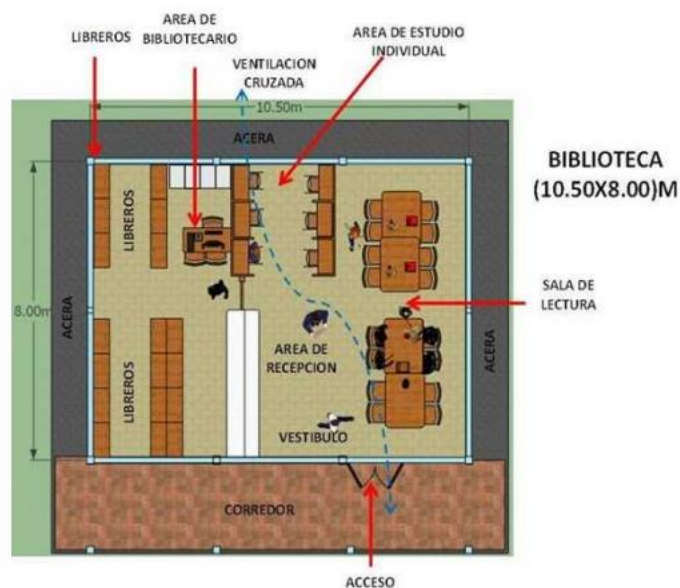 AREA DE
BIBLIOTECARIO
LIBREROS
AREA DE ESTUDIO
INDIVIDUAL
VENTILACION
CRUZADA
10.50m
ACERA
BIBLIOTECA
(10.50X8.00)M
LIBREROS
8.00m
ACERA
SALA DE
LECTURA
AREA DE
RECEPCION
ACERA
LIBREROS
VESTIBULO
CORREDOR
ACCESO